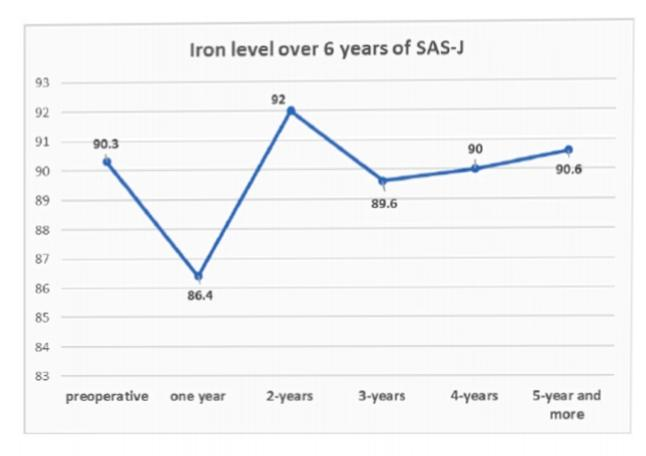 Iron level over 6 years of SAS-J
93
92
91
90
89
88
87
86
85
84
83
90.3
86.4
92
89.6
90
90.6
preoperative
one year
2-years
3-years
4-years
5-year and
more